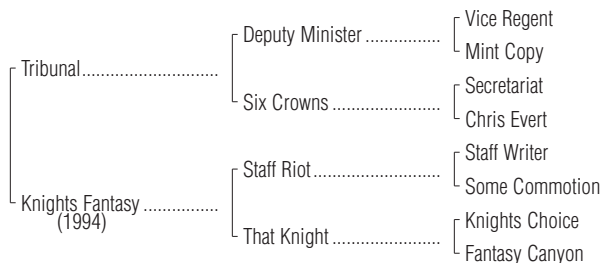 Vice Regent
Deputy Minister .................
Mint Copy
Tribunal..............................
Secretariat
Six Crowns ........................
Chris Evert
Staff Writer
Staff Riot............................
Some Commotion
Knights Fantasy ................
(1994)
Knights Choice
That Knight ........................
Fantasy Canyon